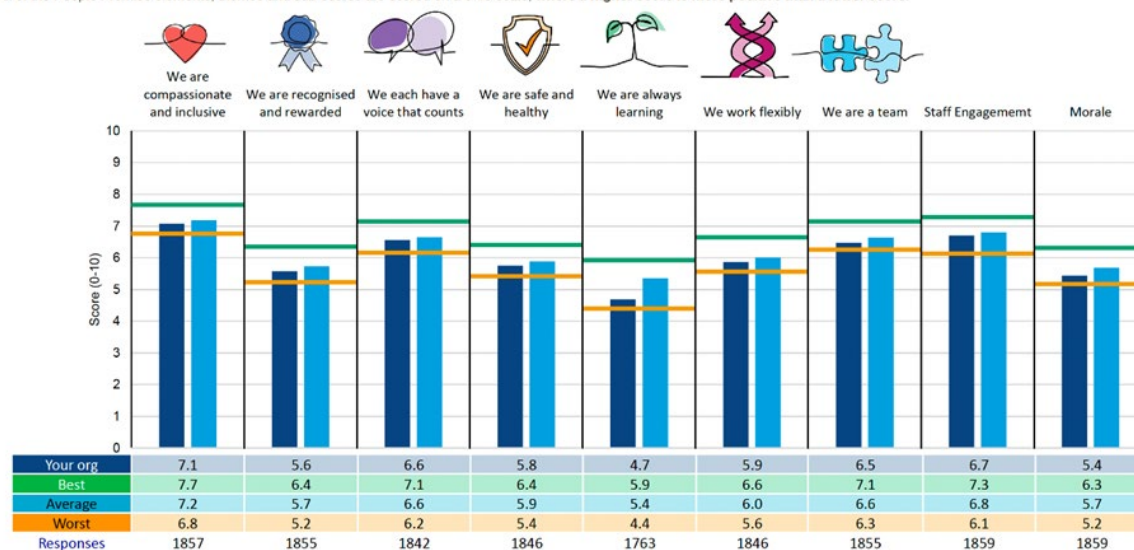 We are
compassionate
and inclusive
We are recognised
and rewarded
We each have a
voice that counts
We are safe and
healthy
We are always
learning
We work flexibly
We are a team
Staff Engagememt
Morale
Score (0-10)
10
9
8
7
6
5
4
3
2
1
0
Your org 7.1 5.6 6.6 5.8 4.7 5.9 6.5 6.7 5.4
Best 7.7 6.4 7.1 6.4 5.9 6.6 7.1 7.3 6.3
Average 7.2 5.7 6.6 5.9 5.4 6.0 6.6 6.8 5.7
Worst 6.8 5.2 6.2 5.4 4.4 5.6 6.3 6.1 5.2
Responses 1857 1855 1842 1846 1763 1846 1855 1859 1859